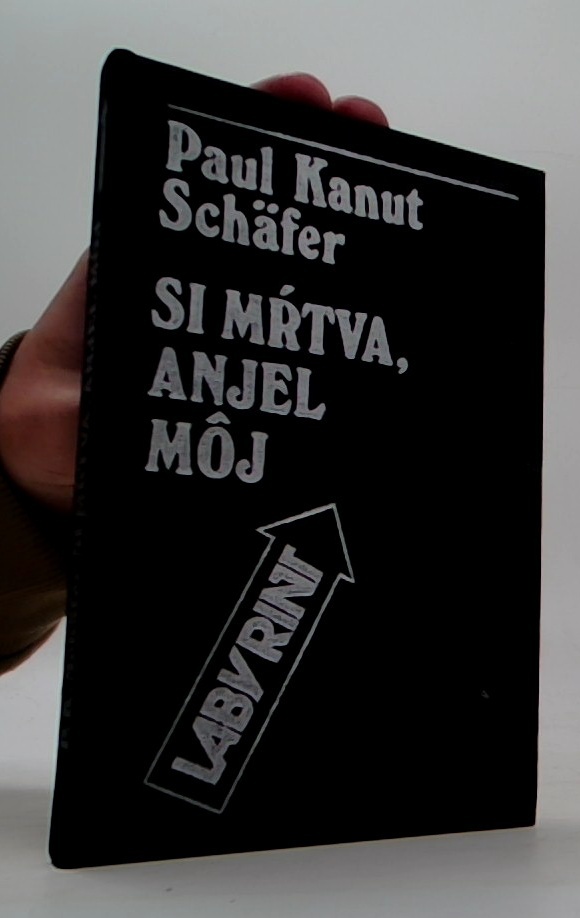 Paul Kanut
Schäfer
SI MŔTVA,
ANJEL
MÔJ
LABYRINT